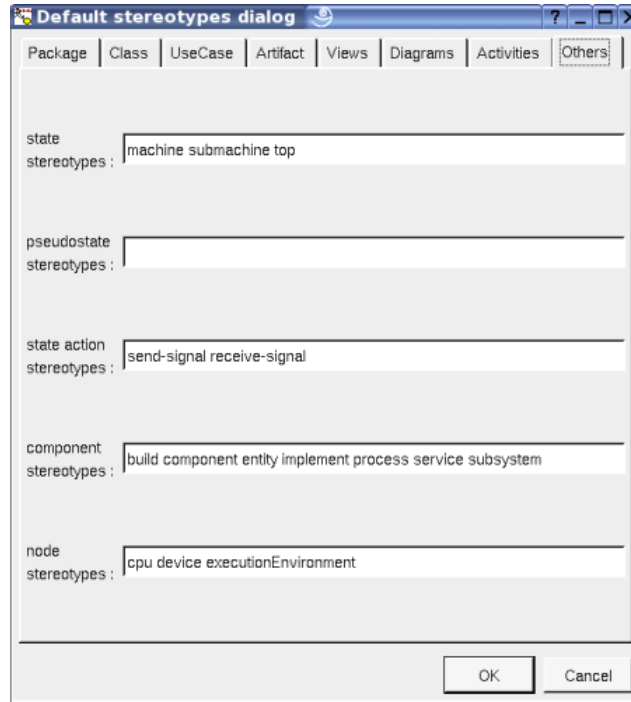 Default stereotypes dialog
Package Class UseCase Artifact Views Diagrams Activities Others
state
stereotypes :
machine submachine top
pseudostate
stereotypes :
state action
stereotypes :
send-signal receive-signal
component
stereotypes :
build component entity implement process service subsystem
node
stereotypes :
cpu device executionEnvironment
OK Cancel